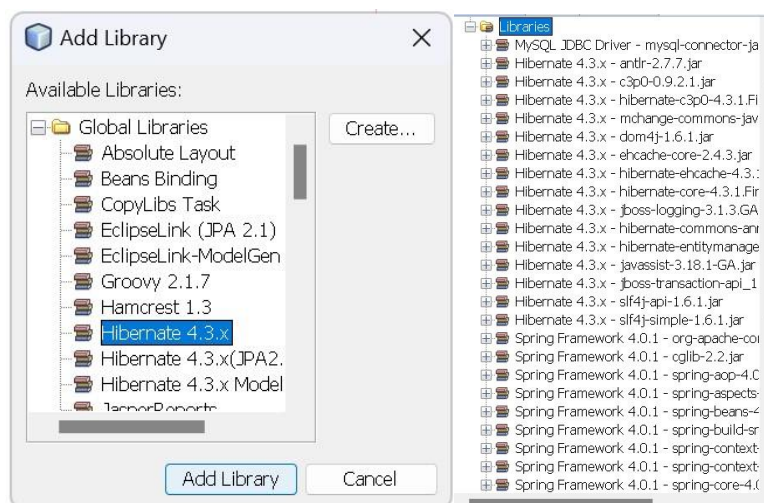 Add Library
Available Libraries:
Global Libraries
Absolute Layout
Beans Binding
CopyLibs Task
EclipseLink (JPA 2.1)
EclipseLink-ModelGen
Groovy 2.1.7
Hamcrest 1.3
Hibernate 4.3.x
Hibernate 4.3.x(JPA2.
Hibernate 4.3.x Model
JasperReports
Create...
Add Library
Cancel
Libraries
MySQL JDBC Driver - mysql-connector-ja
Hibernate 4.3.x - antlr-2.7.7.jar
Hibernate 4.3.x - c3p0-0.9.2.1.jar
Hibernate 4.3.x - hibernate-c3p0-4.3.1.Fi
Hibernate 4.3.x - mchange-commons-jav
Hibernate 4.3.x - dom4j-1.6.1.jar
Hibernate 4.3.x - ehcache-core-2.4.3.jar
Hibernate 4.3.x - hibernate-ehcache-4.3.:
Hibernate 4.3.x - hibernate-core-4.3.1.Fir
Hibernate 4.3.x - jboss-logging-3.1.3.GA
Hibernate 4.3.x - hibernate-commons-ann
Hibernate 4.3.x - hibernate-entitymanage
Hibernate 4.3.x - javassist-3.18.1-GA.jar
Hibernate 4.3.x - jboss-transaction-api_1
Hibernate 4.3.x - slf4j-api-1.6.1.jar
Hibernate 4.3.x - slf4j-simple-1.6.1.jar
Spring Framework 4.0.1 - org-apache-cor
Spring Framework 4.0.1 - cglib-2.2.jar
Spring Framework 4.0.1 - spring-aop-4.0
Spring Framework 4.0.1 - spring-aspects-
Spring Framework 4.0.1 - spring-beans-4
Spring Framework 4.0.1 - spring-build-sr
Spring Framework 4.0.1 - spring-context-
Spring Framework 4.0.1 - spring-context-
Spring Framework 4.0.1 - spring-core-4.0